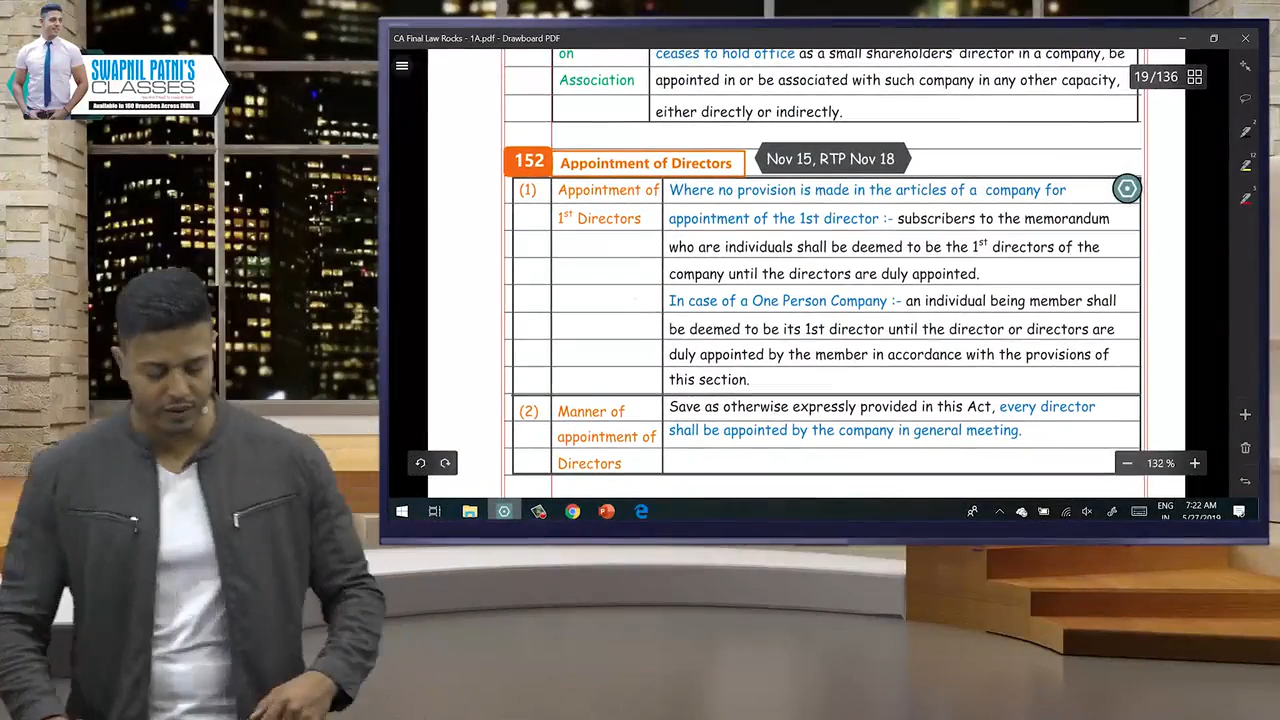 SWAPNIL PATNI'S
CLASSES
Available in 150 Branches Across INDIA
CA Final Law Rocks - 1A.pdf - Drawboard PDF
on
ceases to hold office as a small shareholders' director in a company, be
Association
appointed in or be associated with such company in any other capacity,
either directly or indirectly.
19/136
152
Appointment of Directors
Nov 15, RTP Nov 18
(1)
Appointment of
1st Directors
Where no provision is made in the articles of a company for
appointment of the 1st director :- subscribers to the memorandum
who are individuals shall be deemed to be the 1st directors of the
company until the directors are duly appointed.
In case of a One Person Company :- an individual being member shall
be deemed to be its 1st director until the director or directors are
duly appointed by the member in accordance with the provisions of
this section.
(2)
Manner of
appointment of
Directors
Save as otherwise expressly provided in this Act, every director
shall be appointed by the company in general meeting.
132 %
ENG
IN
7:22 AM
5/27/2019